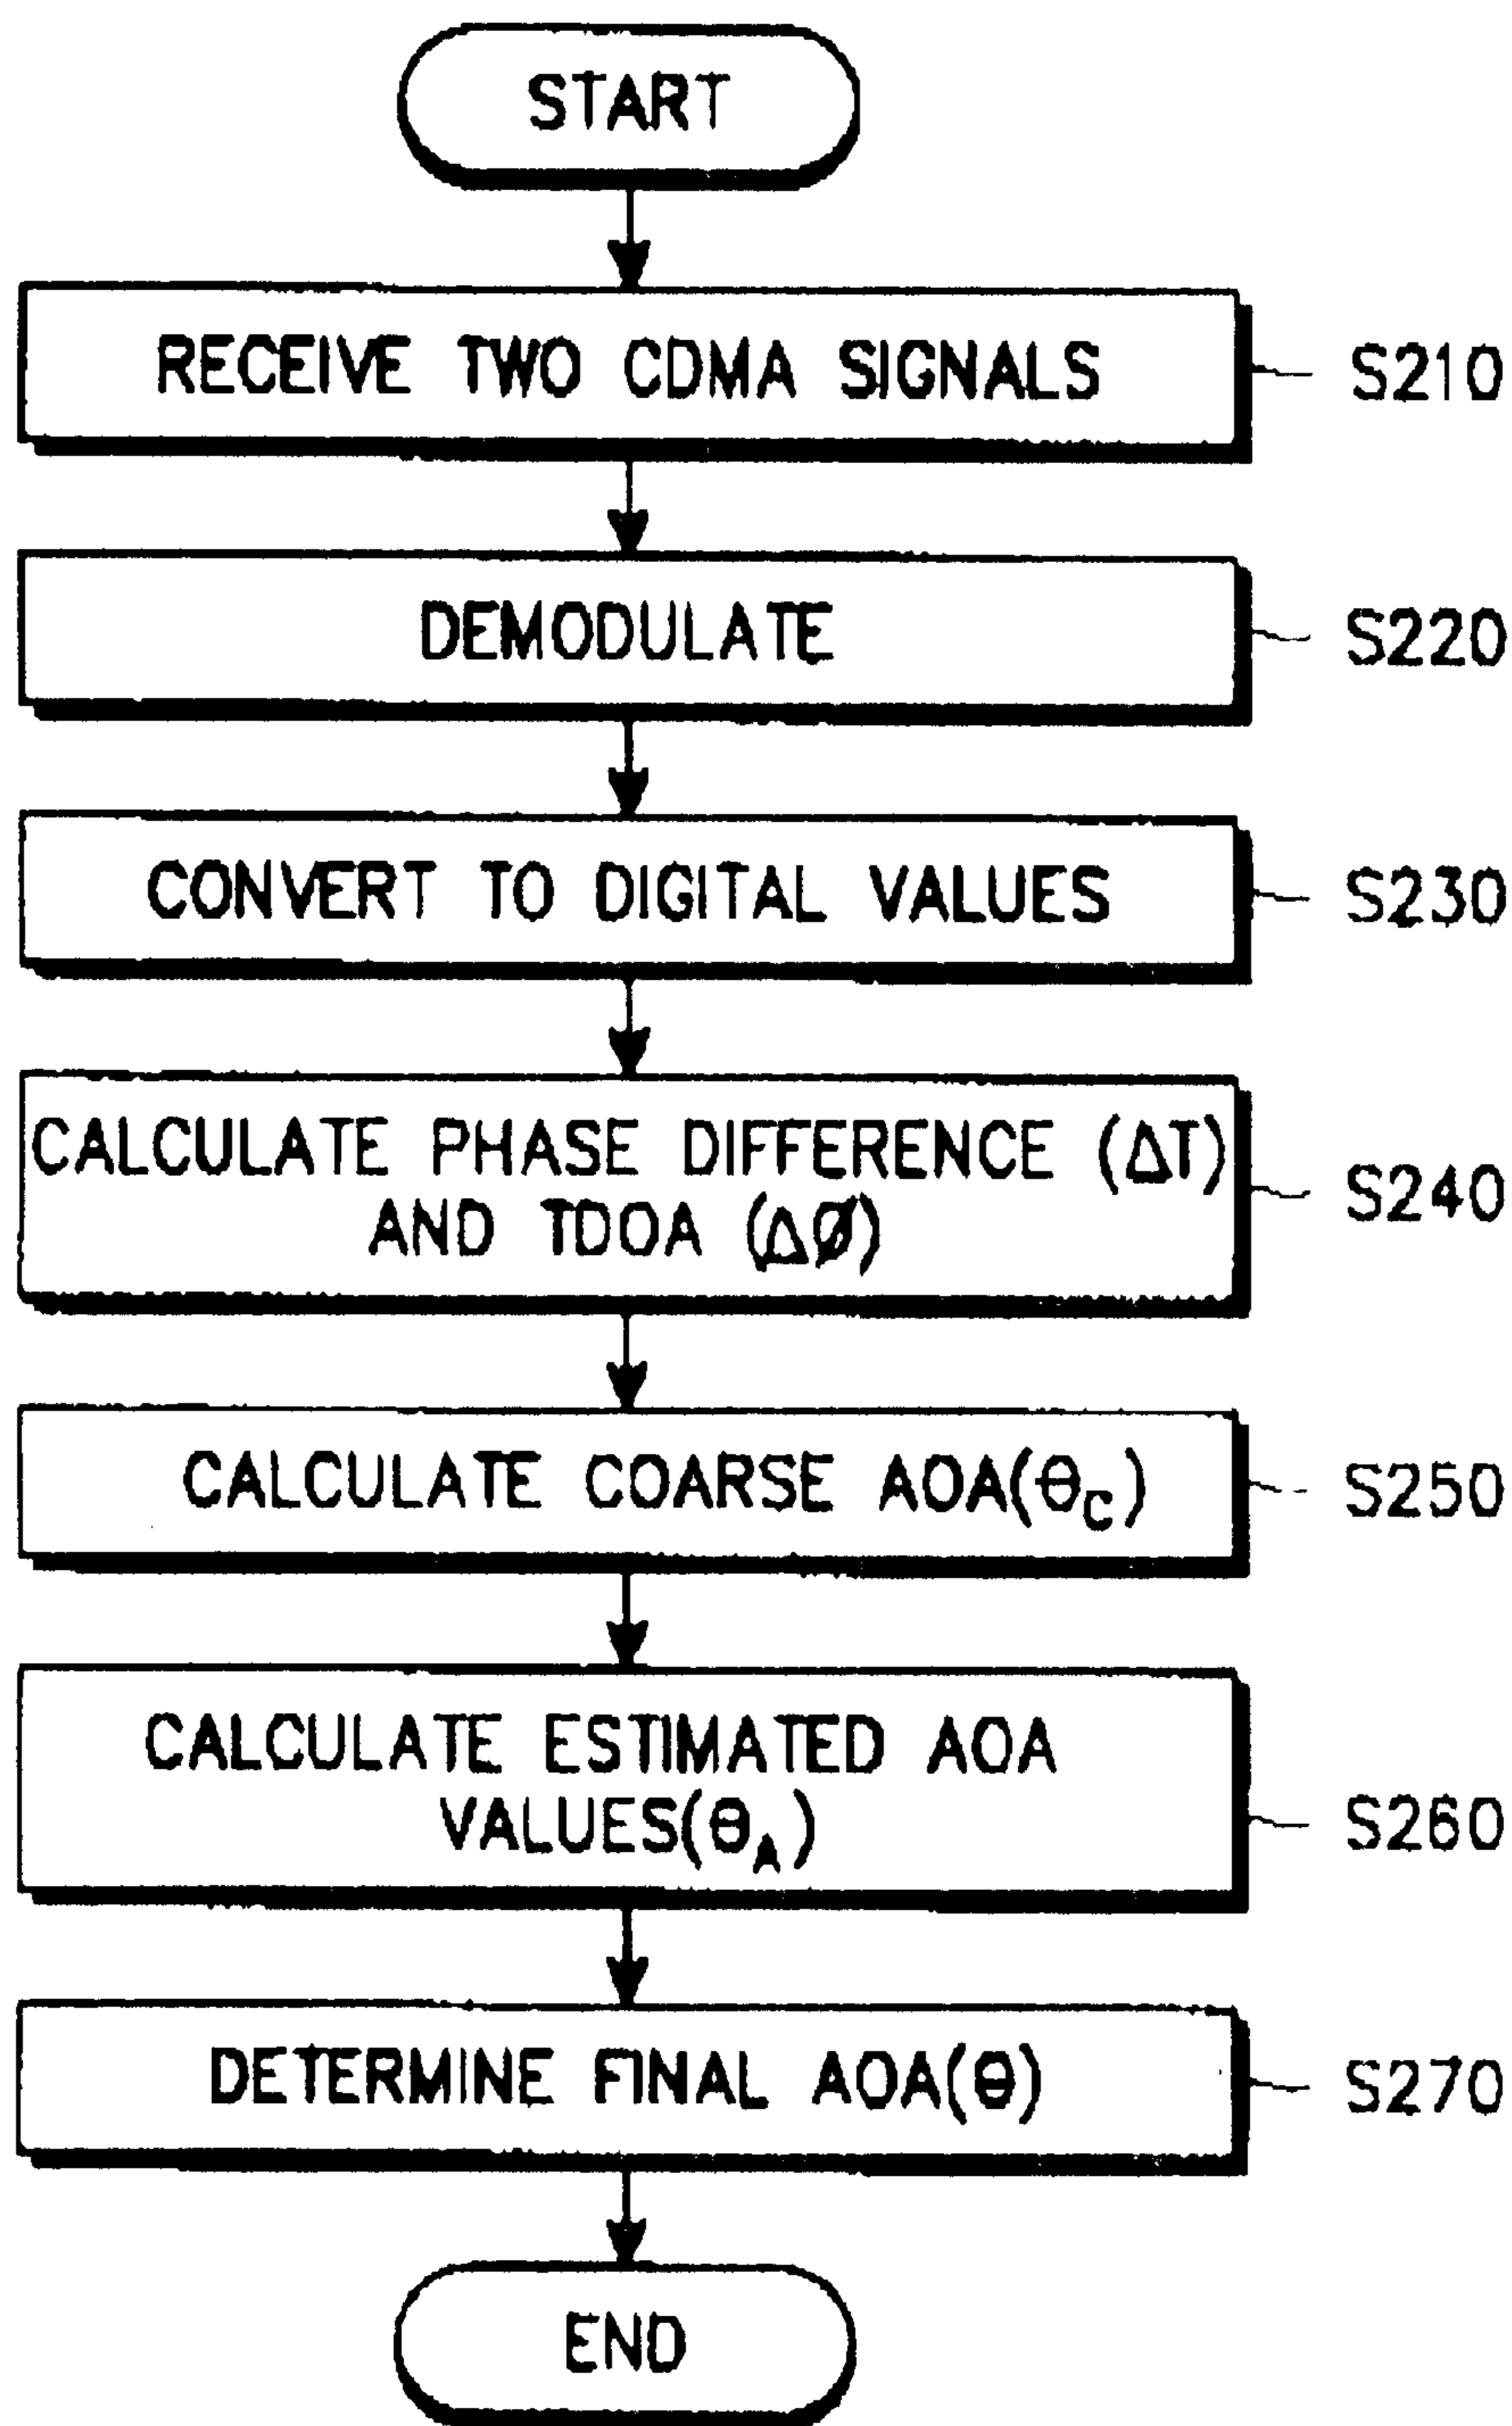 START
RECEIVE TWO CDMA SIGNALS
S210
DEMODULATE
S220
CONVERT TO DIGITAL VALUES
S230
CALCULATE PHASE DIFFERENCE (ΔT)
AND TDOA (ΔØ)
S240
CALCULATE COARSE AOA(θC)
S250
CALCULATE ESTIMATED AOA
VALUES(θA)
S260
DETERMINE FINAL AOA(θ)
S270
END